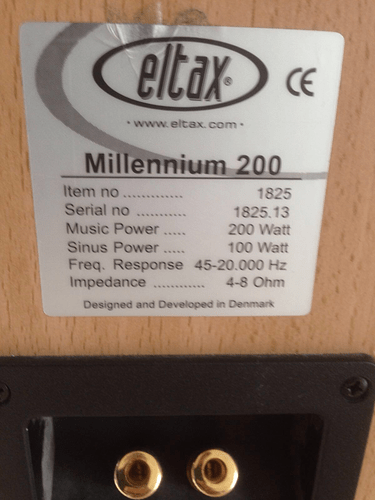 eltax®
CE
· www.eltax.com ·
Millennium 200
Item no ............. 1825
Serial no ........... 1825.13
Music Power ..... 200 Watt
Sinus Power ..... 100 Watt
Freq. Response 45-20.000 Hz
Impedance ............ 4-8 Ohm
Designed and Developed in Denmark